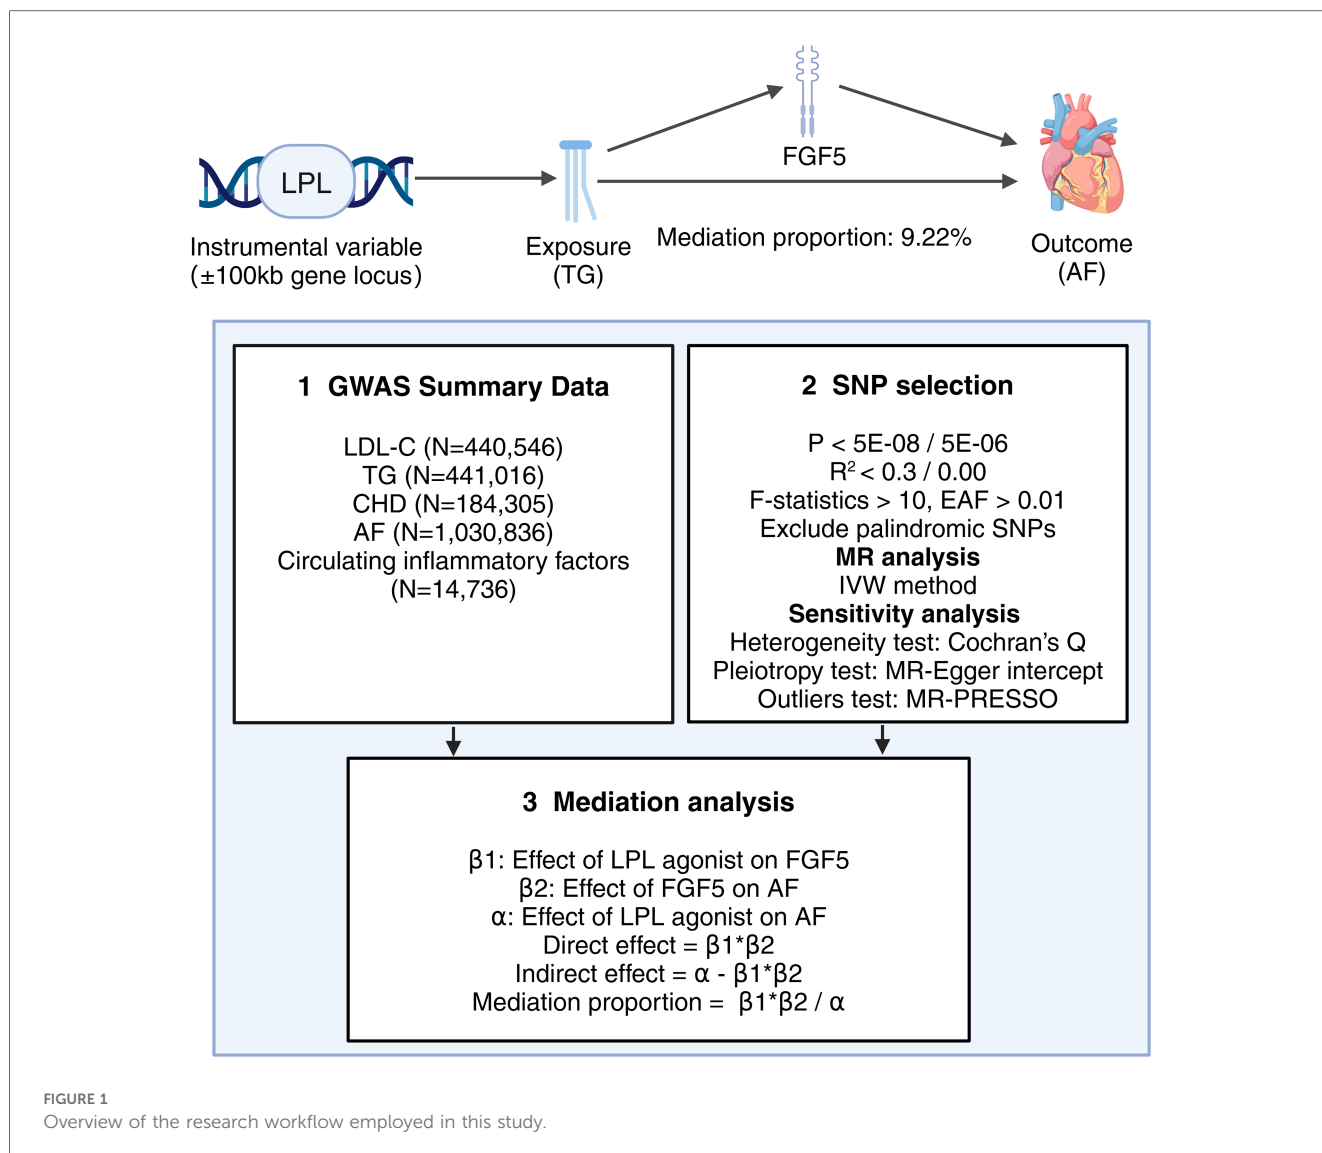 FGF5
LPL
Instrumental variable
(±100kb gene locus)
Exposure
(TG)
Mediation proportion: 9.22%
Outcome
(AF)
1 GWAS Summary Data
LDL-C (N=440,546)
TG (N=441,016)
CHD (N=184,305)
AF (N=1,030,836)
Circulating inflammatory factors
(N=14,736)
2 SNP selection
P < 5E-08 / 5E-06
R² < 0.3 / 0.00
F-statistics > 10, EAF > 0.01
Exclude palindromic SNPs
MR analysis
IVW method
Sensitivity analysis
Heterogeneity test: Cochran’s Q
Pleiotropy test: MR-Egger intercept
Outliers test: MR-PRESSO
3 Mediation analysis
β1: Effect of LPL agonist on FGF5
β2: Effect of FGF5 on AF
α: Effect of LPL agonist on AF
Direct effect = β1*β2
Indirect effect = α - β1*β2
Mediation proportion = β1*β2 / α
FIGURE 1
Overview of the research workflow employed in this study.